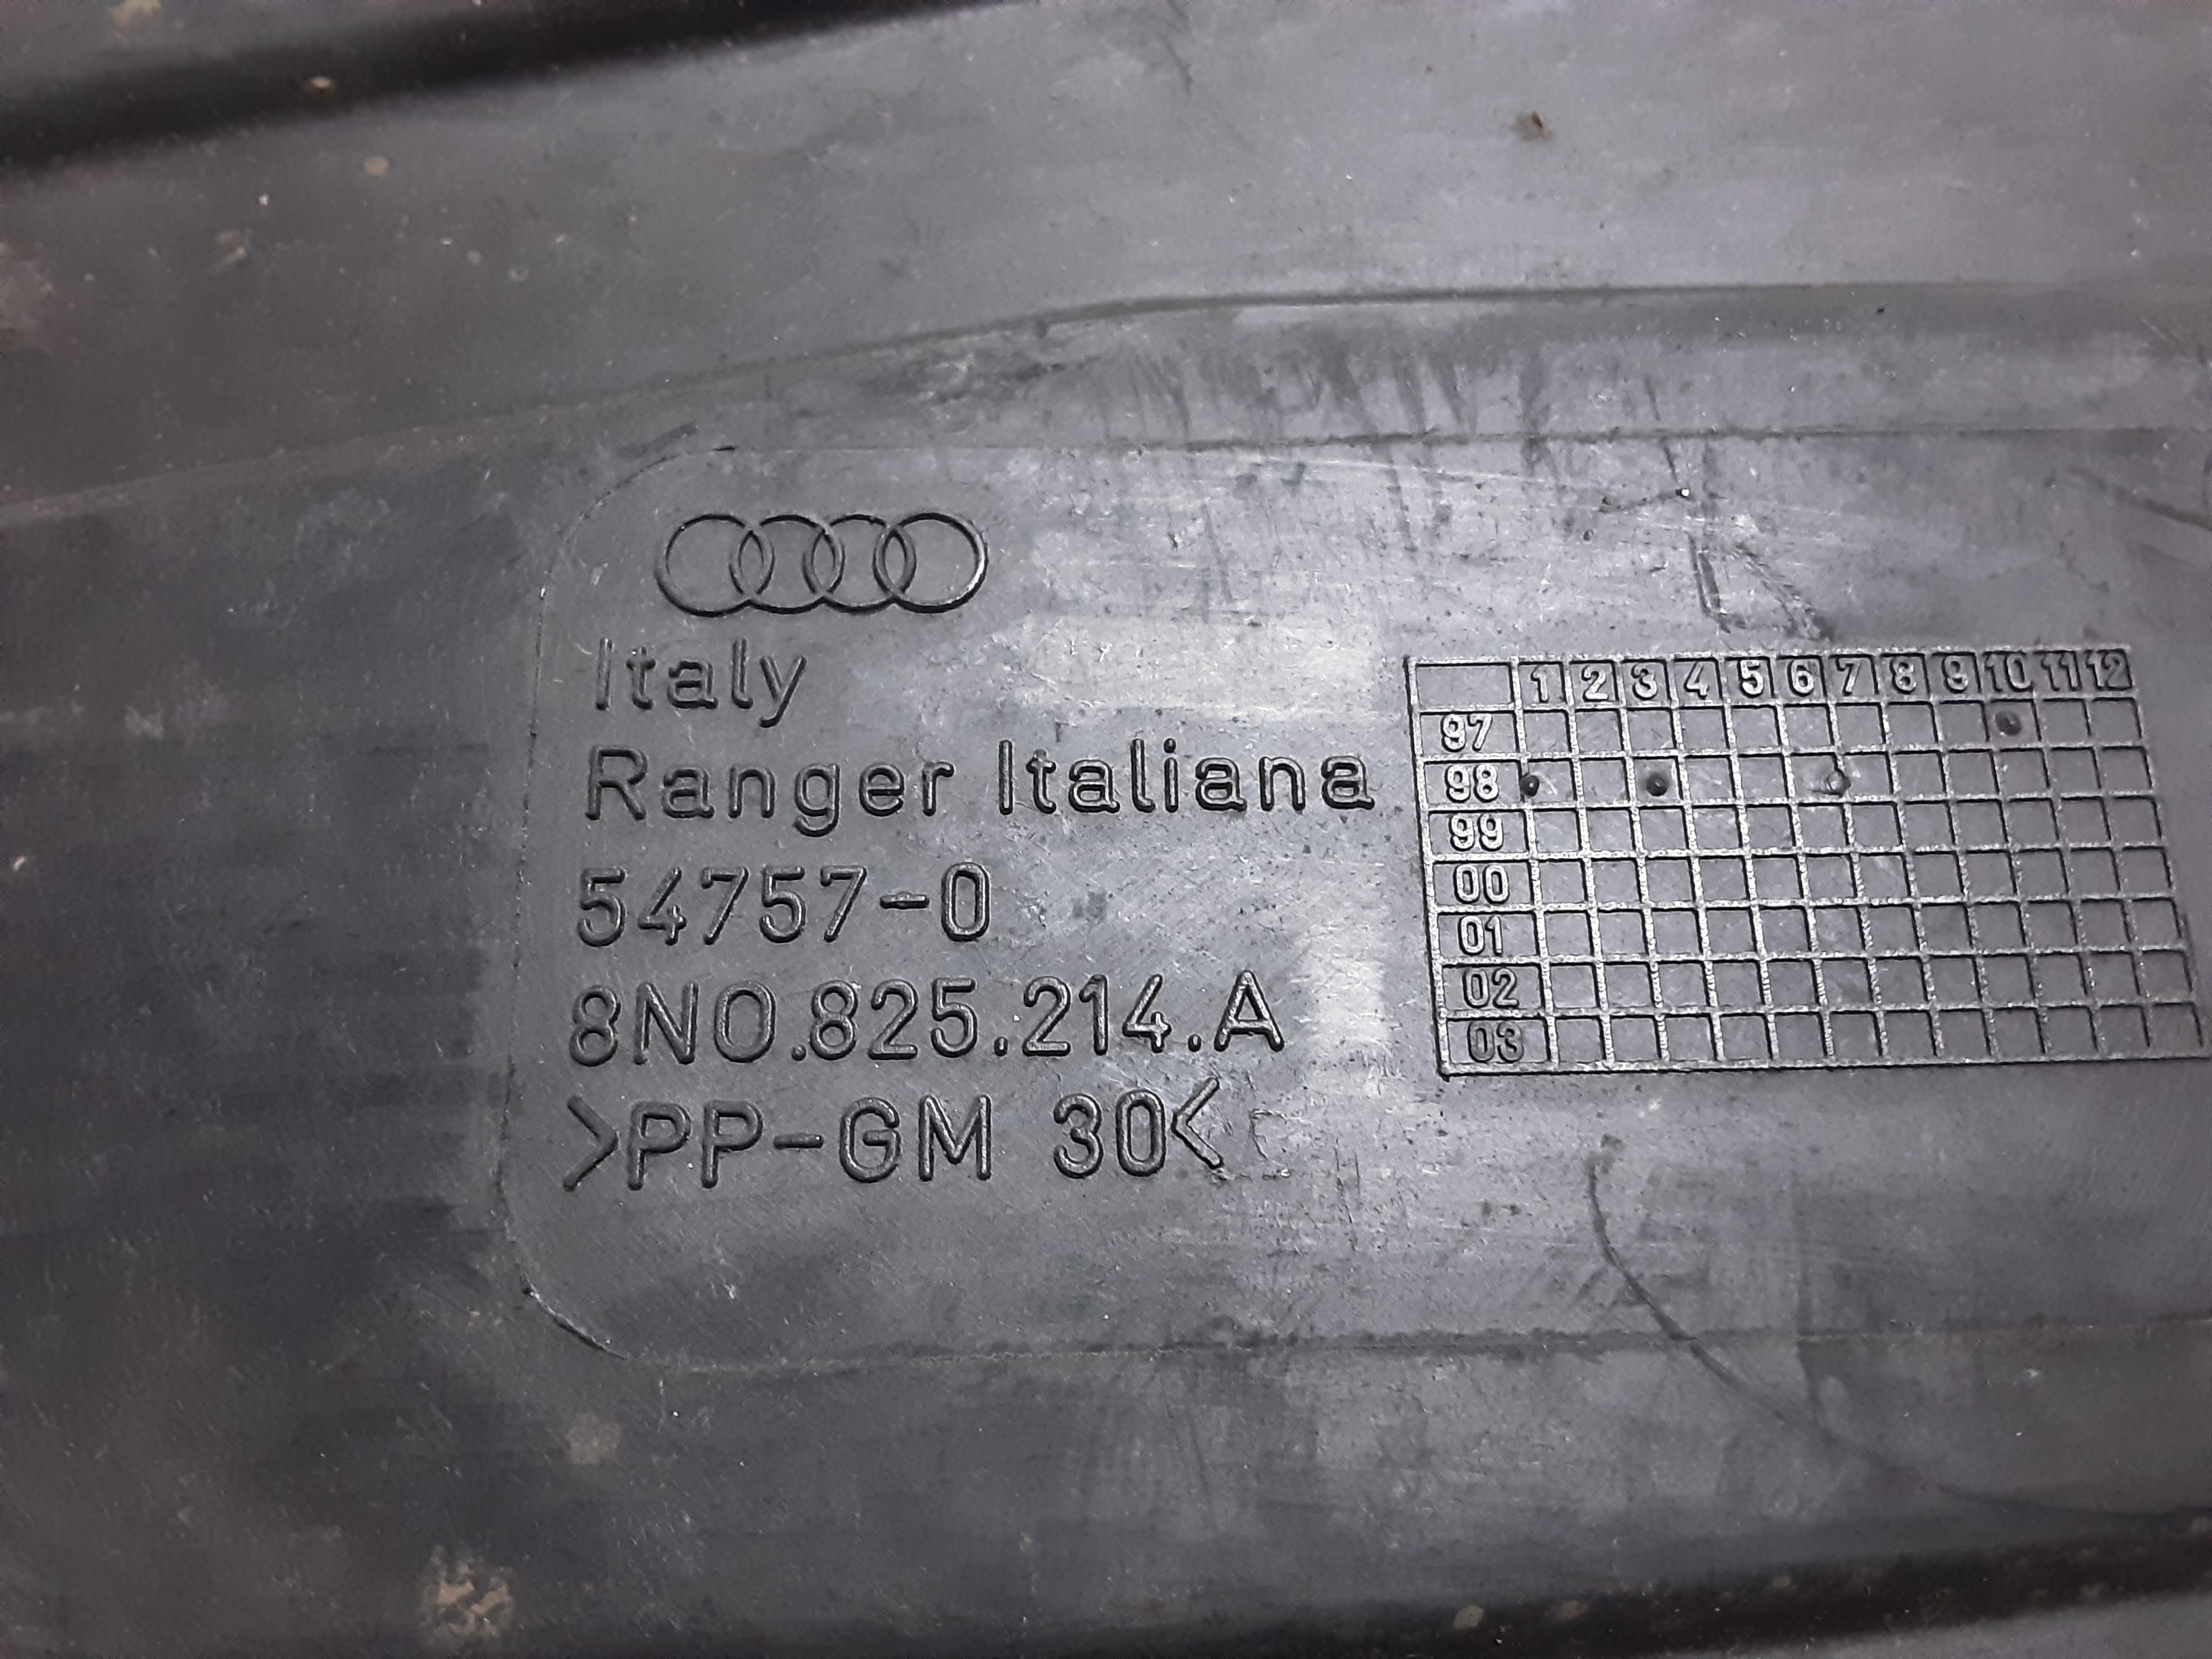 Italy
Ranger Italiana
54757-0
8N0.825.214.A
>PP-GM 30<
1 2 3 4 5 6 7 8 9 10 11 12
97
98
99
00
01
02
03